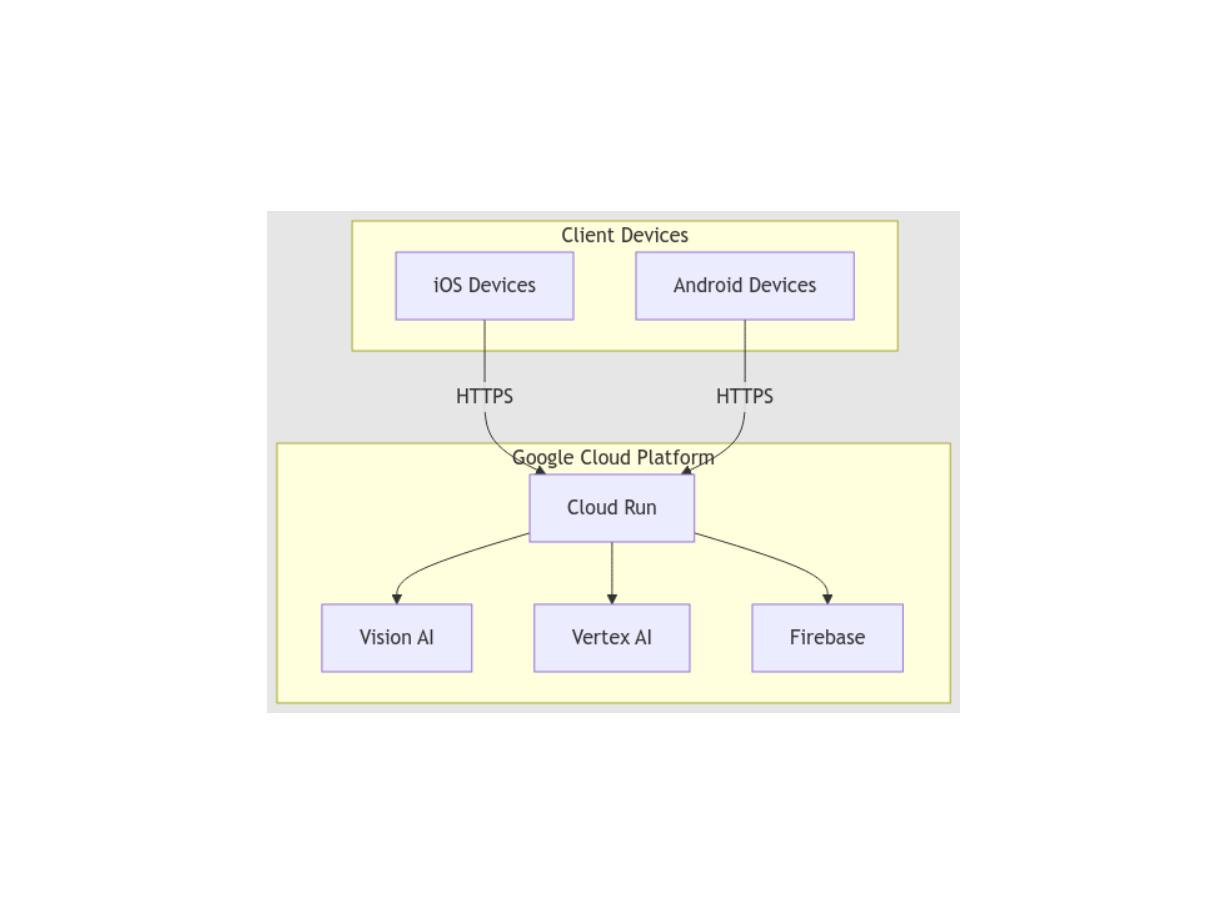 Client Devices
iOS Devices
Android Devices
HTTPS
HTTPS
Google Cloud Platform
Cloud Run
Vision AI
Vertex AI
Firebase